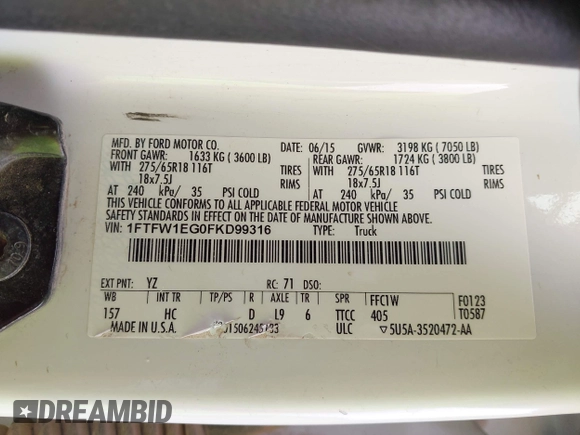 MFD. BY FORD MOTOR CO. DATE: 06/15 GVWR: 3198 KG ( 7050 LB)
FRONT GAWR: 1633 KG ( 3600 LB) REAR GAWR: 1724 KG ( 3800 LB)
WITH 275/65R18 116T TIRES WITH 275/65R18 116T TIRES
18x7.5J RIMS 18x7.5J RIMS
AT 240 kPa/ 35 PSI COLD AT 240 kPa/ 35 PSI COLD
THIS VEHICLE CONFORMS TO ALL APPLICABLE FEDERAL MOTOR VEHICLE
SAFETY STANDARDS IN EFFECT ON THE DATE OF MANUFACTURE SHOWN ABOVE.
VIN: 1FTFW1EG0FKD99316 TYPE: Truck
EXT PNT: YZ RC: 71 DSO:
WB INT TR TP/PS R AXLE TR SPR FFC1W F0123
157 HC D L9 6 TTCC 405 T0587
MADE IN U.S.A. ULC 5U5A-3520472-AA
DREAMBID